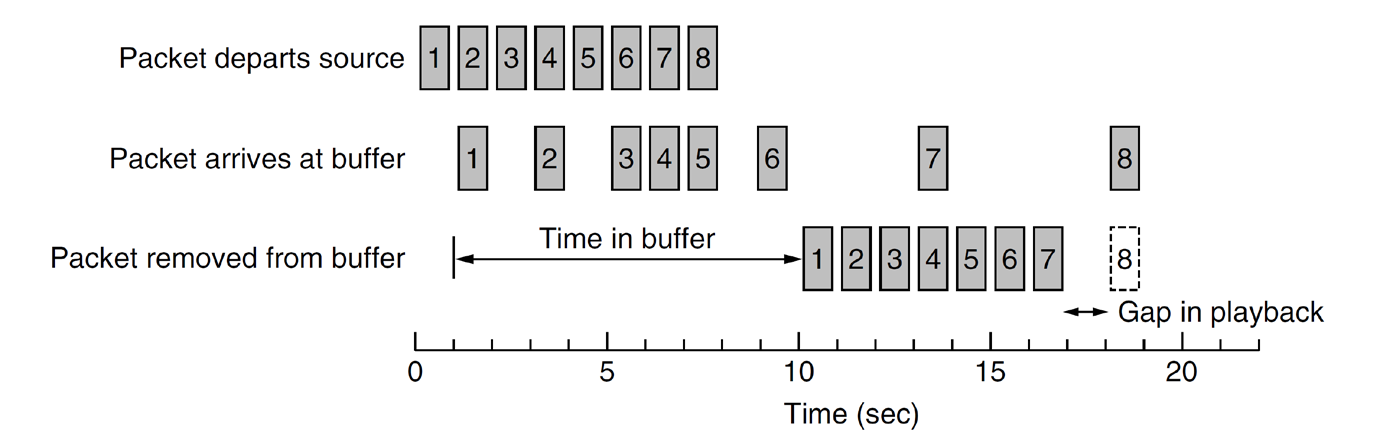 Packet departs source 1 2 3 4 5 6 7 8
Packet arrives at buffer 1 2 3 4 5 6 7 8
Time in buffer
Packet removed from buffer 1 2 3 4 5 6 7 8
Gap in playback
0 5 10 15 20
Time (sec)